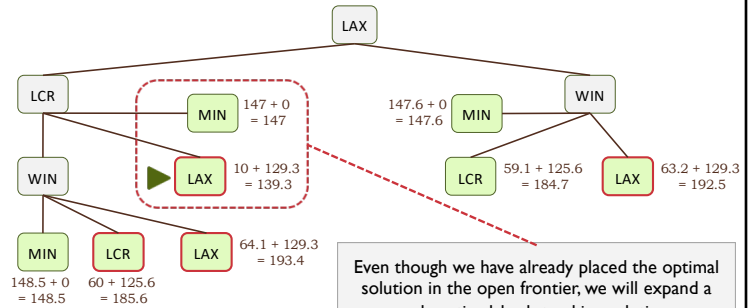 LAX
LCR
MIN
147 + 0
= 147
147.6 + 0
= 147.6
MIN
WIN
WIN
LAX
10 + 129.3
= 139.3
LCR
59.1 + 125.6
= 184.7
LAX
63.2 + 129.3
= 192.5
MIN
LCR
LAX
64.1 + 129.3
= 193.4
148.5 + 0
= 148.5
60 + 125.6
= 185.6
Even though we have already placed the optimal
solution in the open frontier, we will expand a